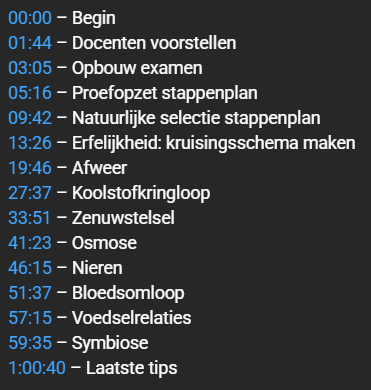 00:00 – Begin
01:44 – Docenten voorstellen
03:05 – Opbouw examen
05:16 – Proefopzet stappenplan
09:42 – Natuurlijke selectie stappenplan
13:26 – Erfelijkheid: kruisingsschema maken
19:46 – Afweer
27:37 – Koolstofkringloop
33:51 – Zenuwstelsel
41:23 – Osmose
46:15 – Nieren
51:37 – Bloedsomloop
57:15 – Voedselrelaties
59:35 – Symbiose
1:00:40 – Laatste tips